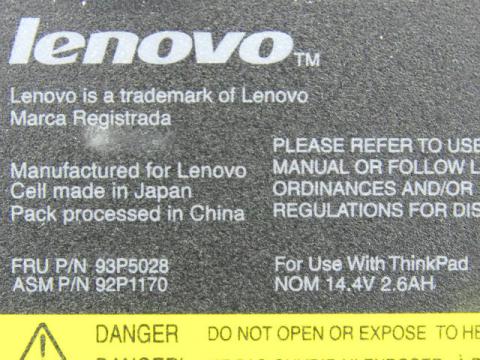 lenovo™
Lenovo is a trademark of Lenovo
Marca Registrada
Manufactured for Lenovo
Cell made in Japan
Pack processed in China
PLEASE REFER TO USE
MANUAL OR FOLLOW L
ORDINANCES AND/OR
REGULATIONS FOR DIS
FRU P/N 93P5028
ASM P/N 92P1170
For Use With ThinkPad
NOM 14.4V 2.6AH
DANGER DO NOT OPEN OR EXPOSE TO HE